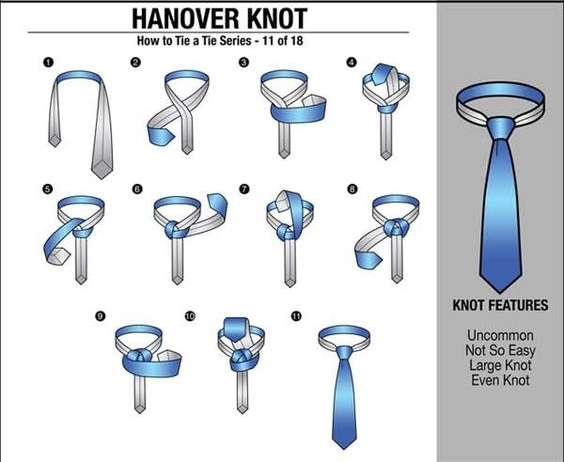 HANOVER KNOT
How to Tie a Tie Series - 11 of 18
1
2
3
4
5
6
7
8
9
10
11
KNOT FEATURES
Uncommon
Not So Easy
Large Knot
Even Knot